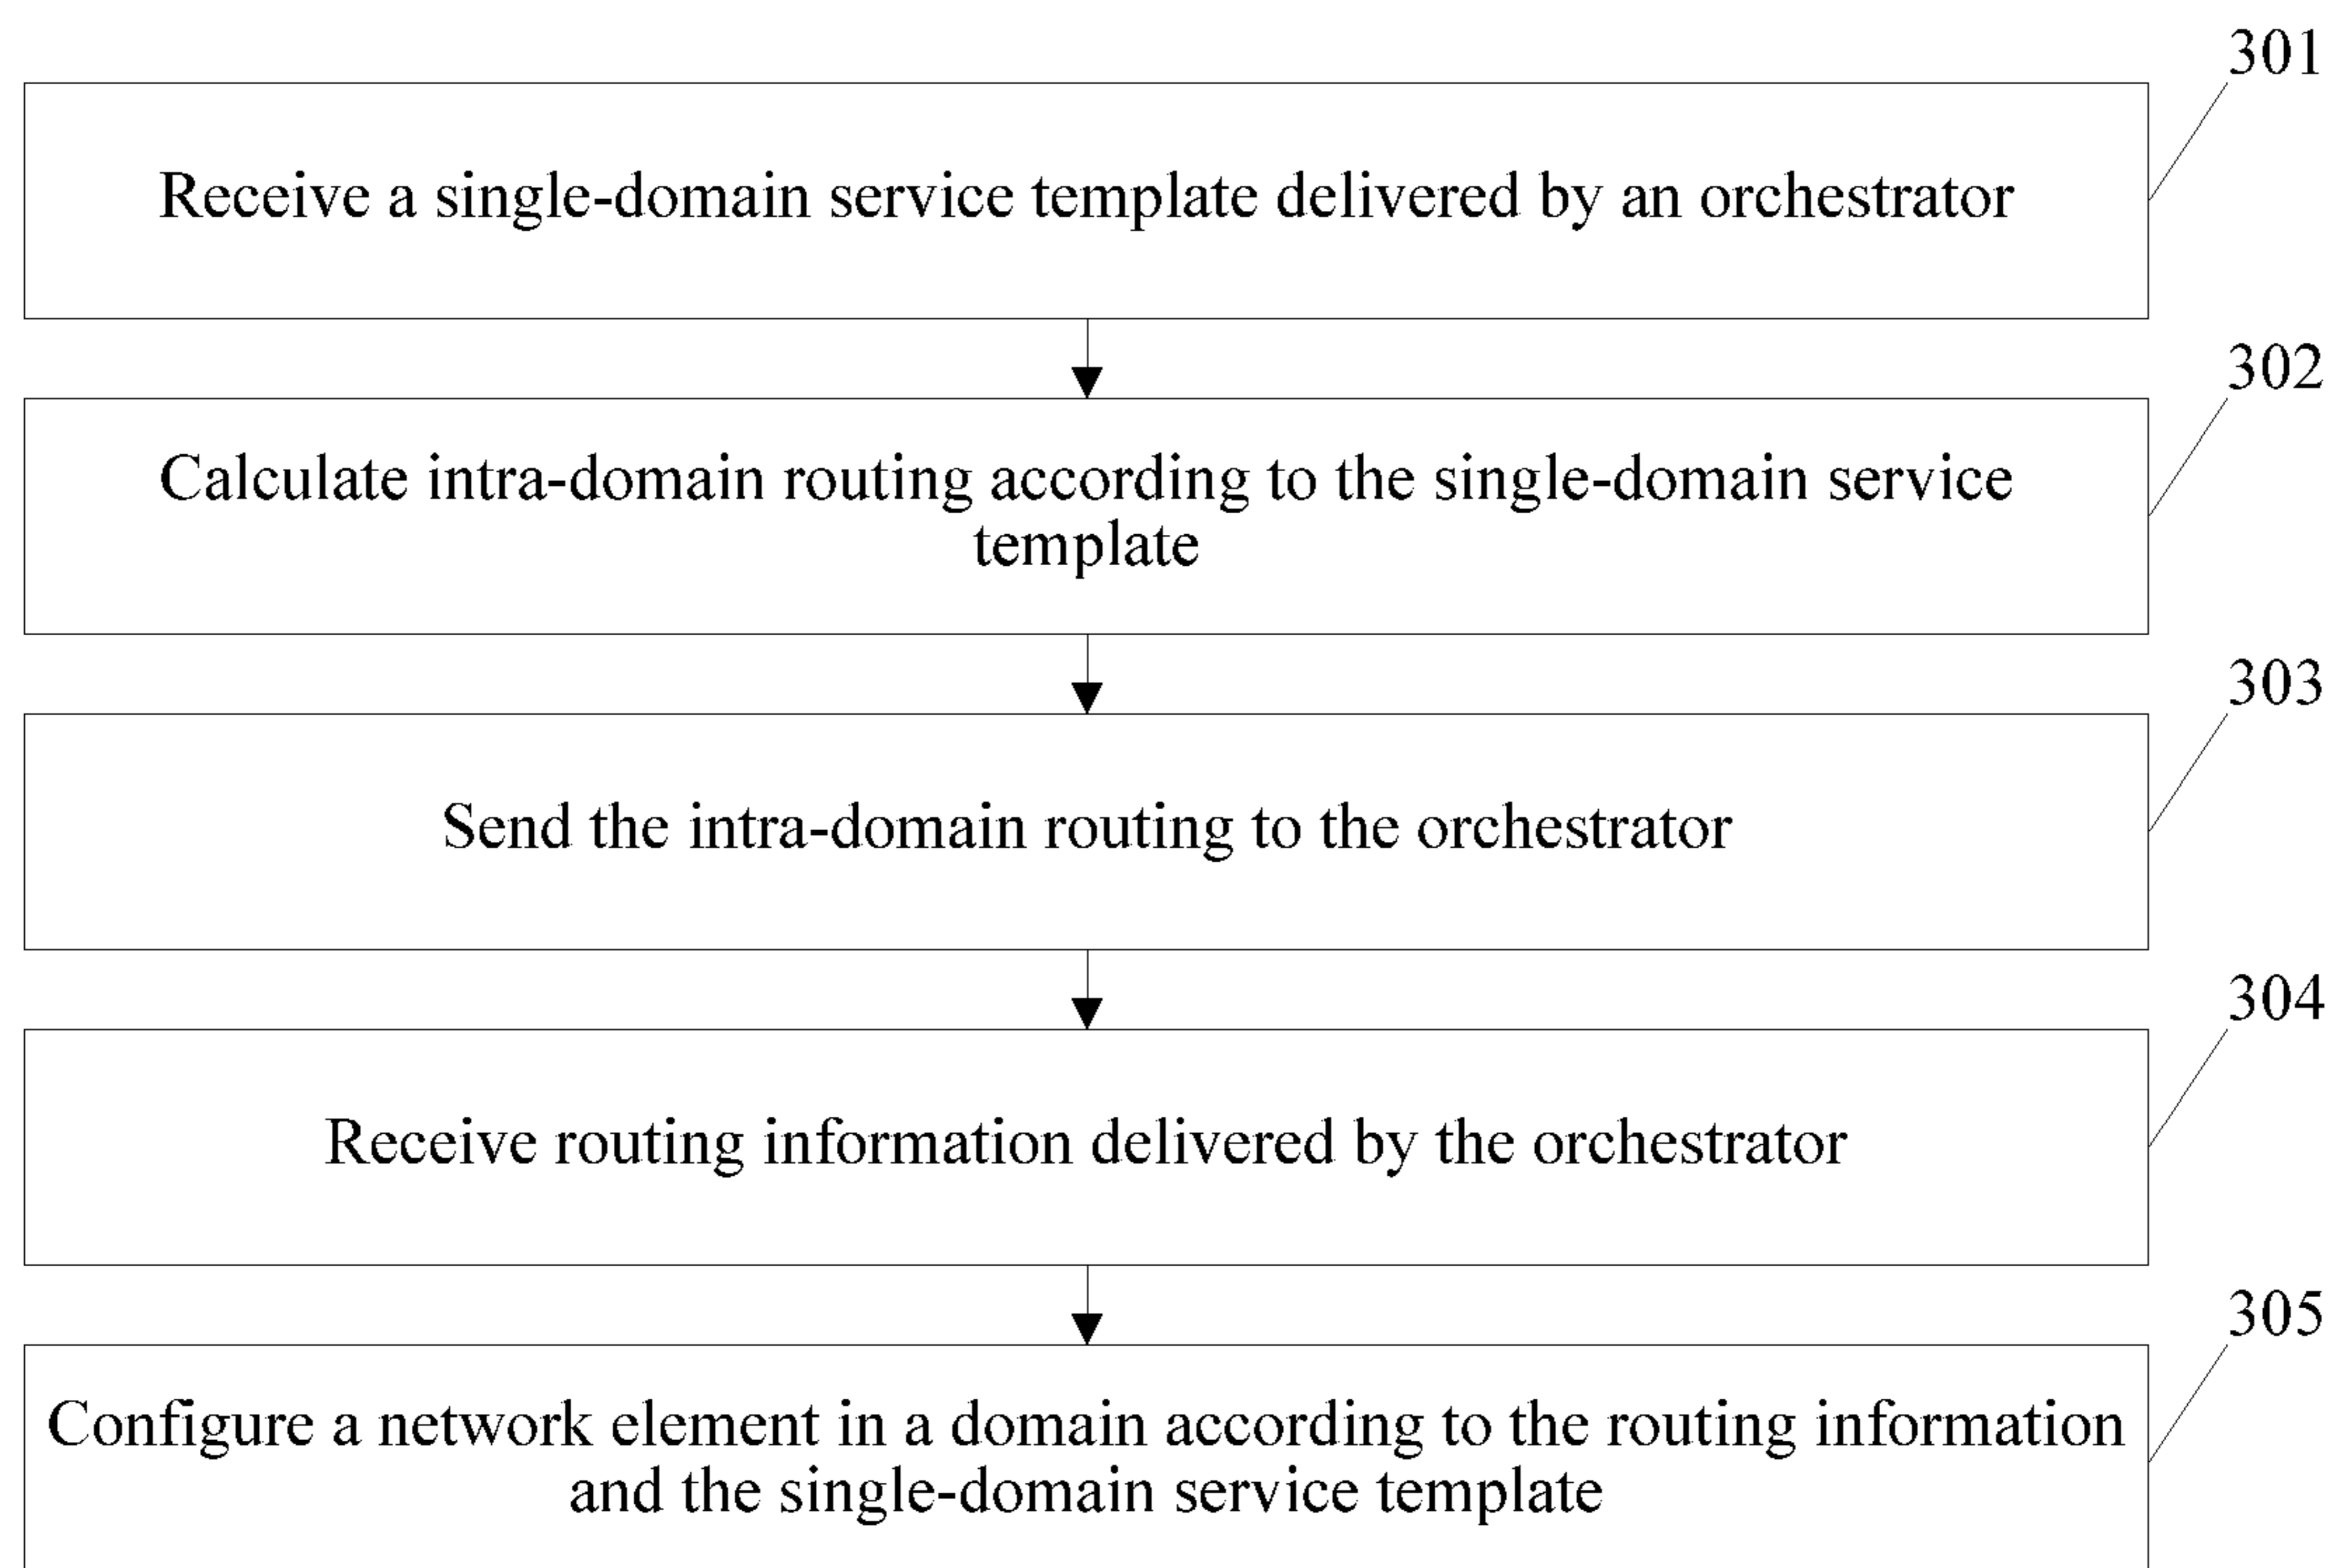 301
Receive a single-domain service template delivered by an orchestrator
302
Calculate intra-domain routing according to the single-domain service
template
303
Send the intra-domain routing to the orchestrator
304
Receive routing information delivered by the orchestrator
305
Configure a network element in a domain according to the routing information
and the single-domain service template